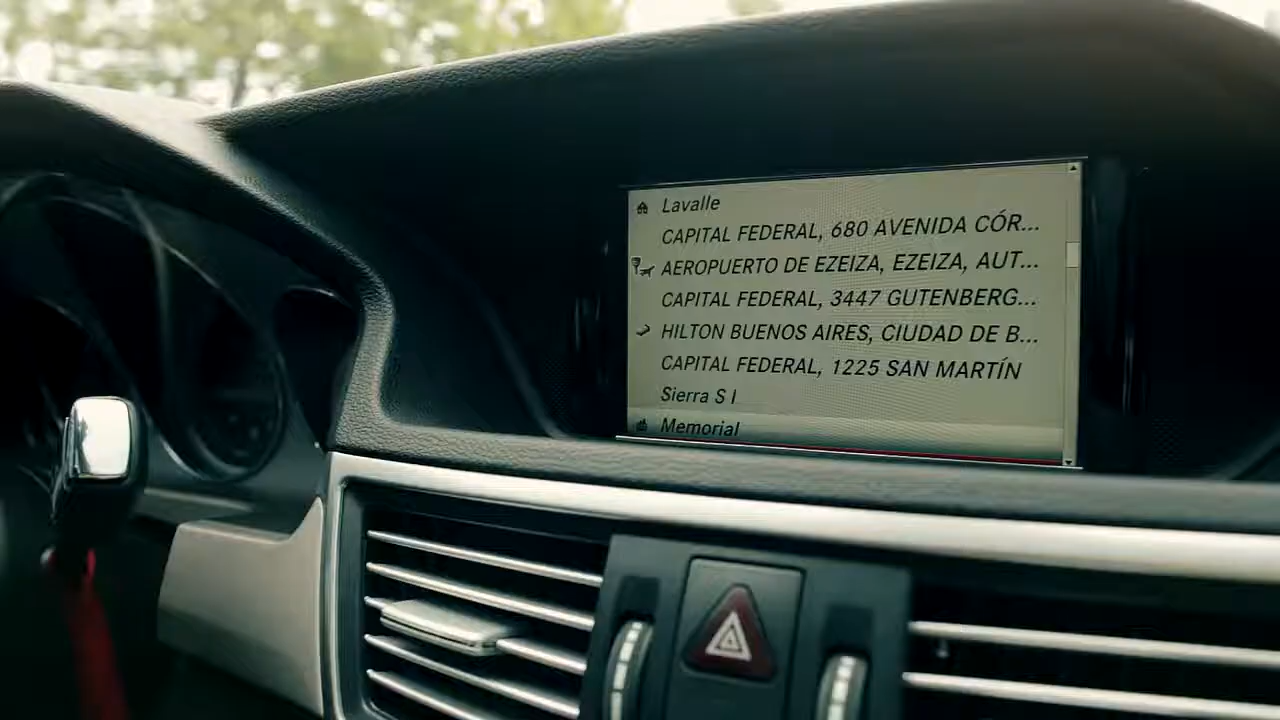 Lavalle
CAPITAL FEDERAL, 680 AVENIDA CÓR...
AEROPUERTO DE EZEIZA, EZEIZA, AUT...
CAPITAL FEDERAL, 3447 GUTENBERG...
HILTON BUENOS AIRES, CIUDAD DE B...
CAPITAL FEDERAL, 1225 SAN MARTÍN
Sierra S I
Memorial